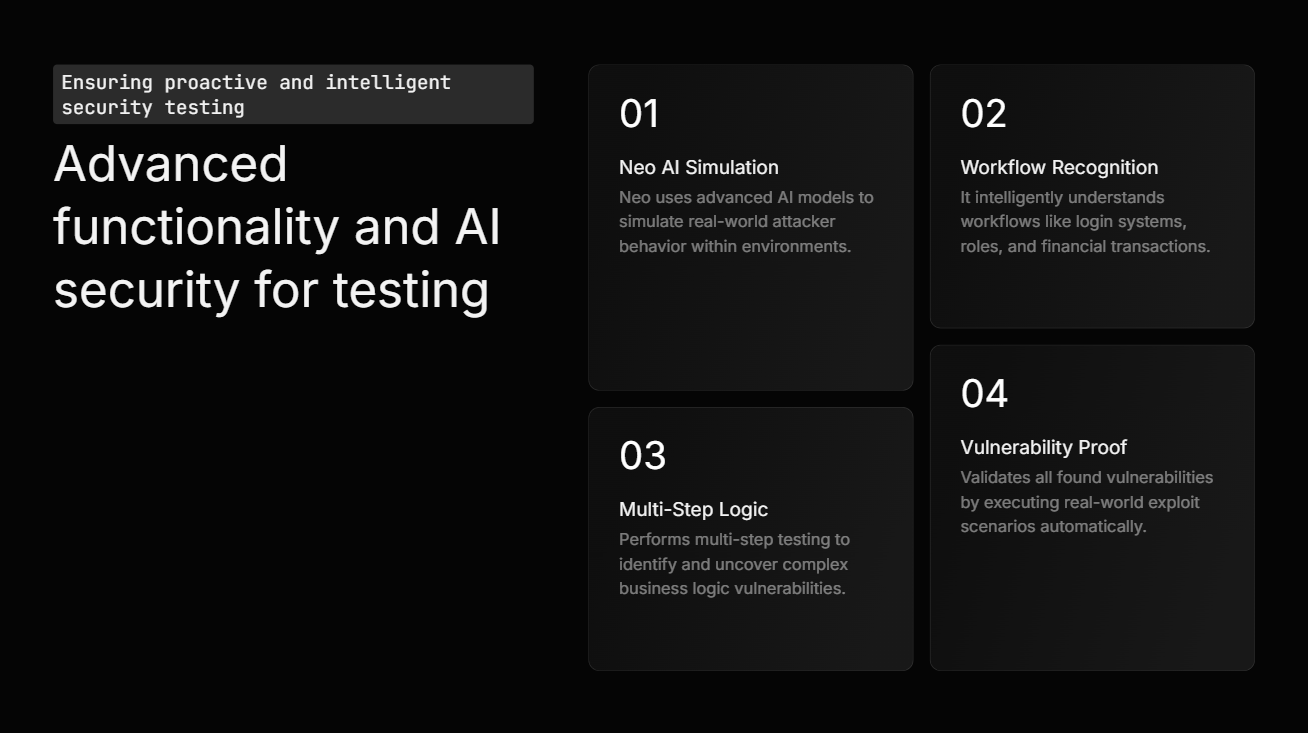 Ensuring proactive and intelligent
security testing
Advanced
functionality and AI
security for testing
01
Neo AI Simulation
Neo uses advanced AI models to
simulate real-world attacker
behavior within environments.
02
Workflow Recognition
It intelligently understands
workflows like login systems,
roles, and financial transactions.
03
Multi-Step Logic
Performs multi-step testing to
identify and uncover complex
business logic vulnerabilities.
04
Vulnerability Proof
Validates all found vulnerabilities
by executing real-world exploit
scenarios automatically.